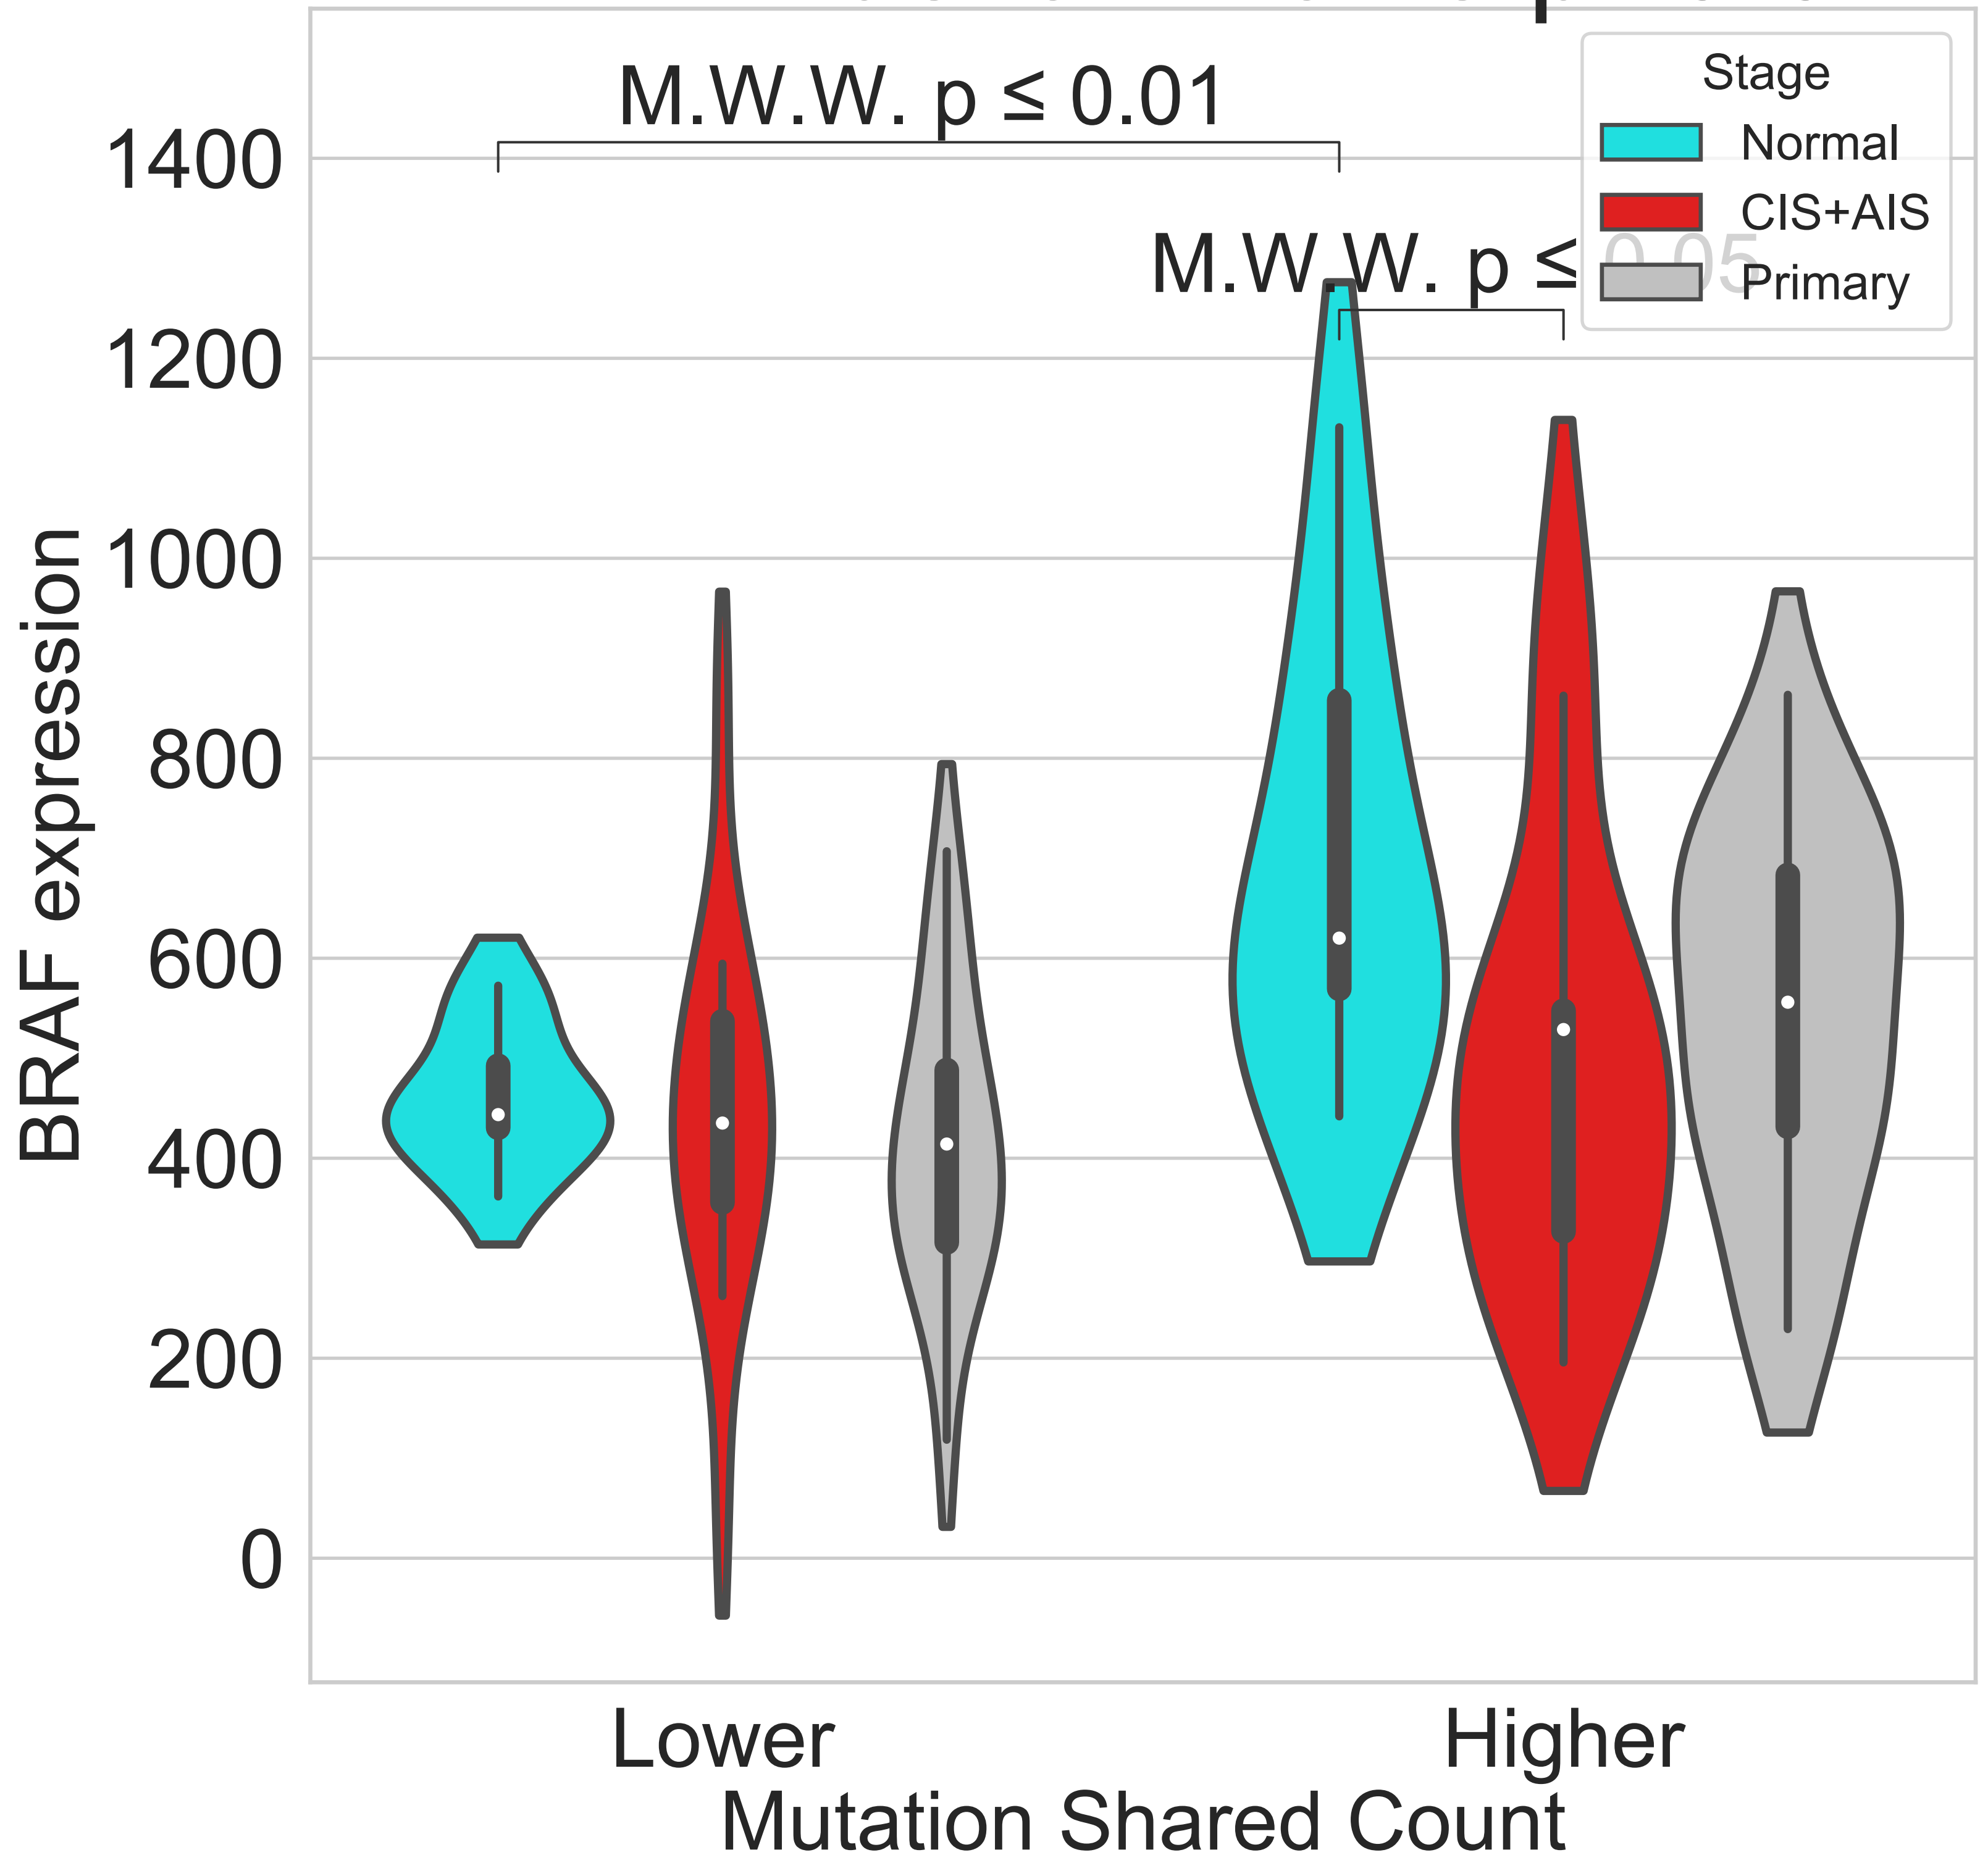 M.W.W. p ≤ 0.01
Stage
Normal
CIS+AIS
Primary
M.W.W. p ≤ 0.05
1400
1200
1000
800
600
400
200
0
BRAF expression
Lower
Higher
Mutation Shared Count